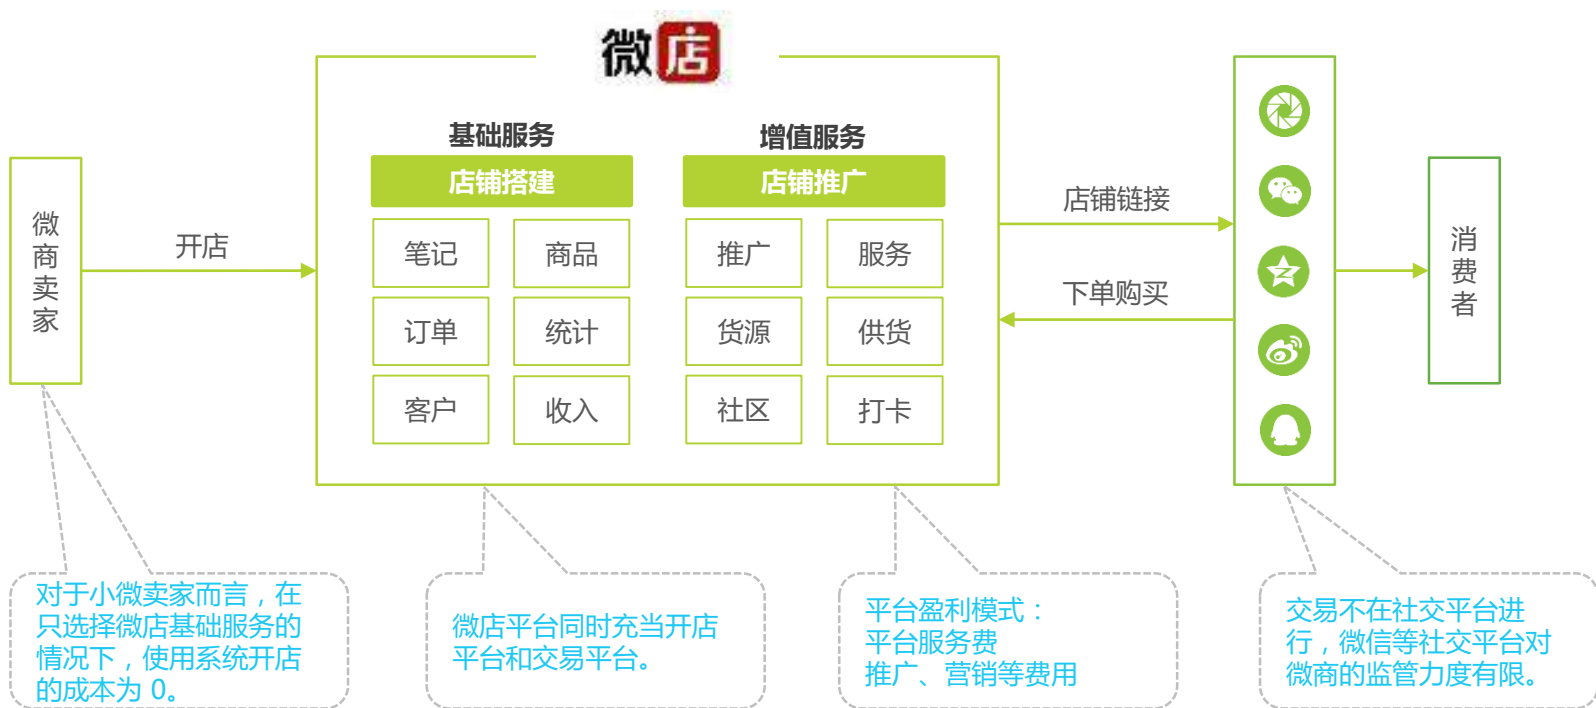 微店
基础服务
增值服务
店铺搭建
店铺推广
笔记
商品
推广
服务
订单
统计
货源
供货
客户
收入
社区
打卡
微商卖家
开店
店铺链接
下单购买
消费者
对于小微卖家而言，在
只选择微店基础服务的
情况下，使用系统开店
的成本为 0。
微店平台同时充当开店
平台和交易平台。
平台盈利模式：
平台服务费
推广、营销等费用
交易不在社交平台进
行，微信等社交平台对
微商的监管力度有限。